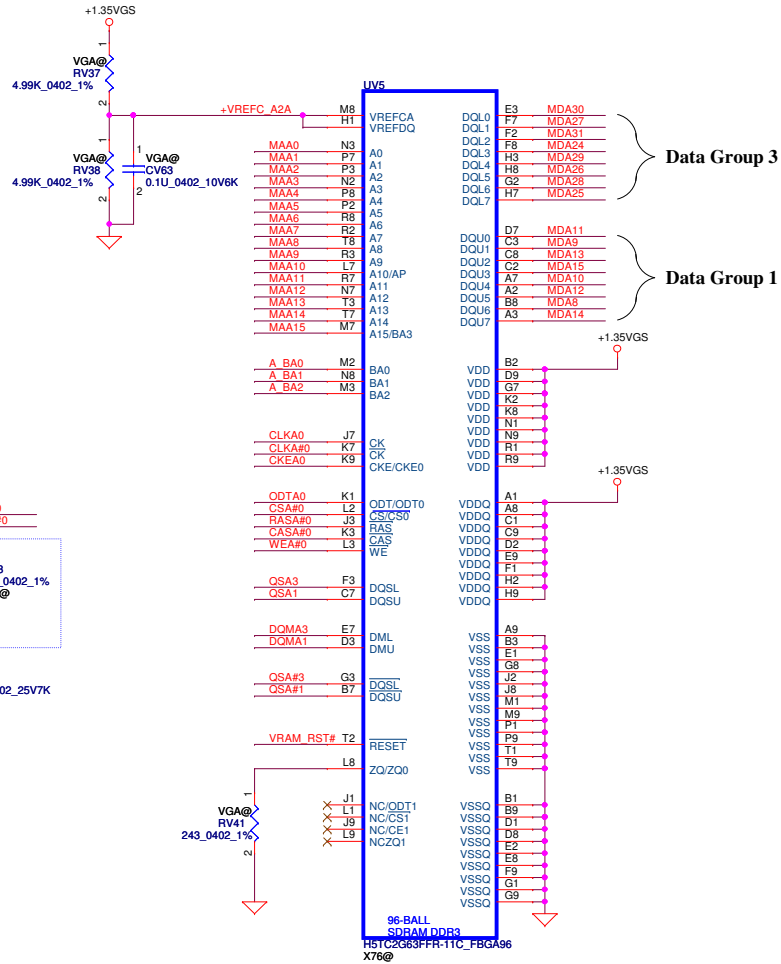 +1.35VGS
1
VGA@
RV37
4.99K_0402_1%
2
+VREFC_A2A
1
VGA@
RV38
4.99K_0402_1%
2
1
VGA@
CV63
0.1U_0402_10V6K
2
UV5
M8 VREFCA
H1 VREFDQ
MAA0 N3 A0
MAA1 P7 A1
MAA2 P3 A2
MAA3 N2 A3
MAA4 P8 A4
MAA5 P2 A5
MAA6 R8 A6
MAA7 R2 A7
MAA8 T8 A8
MAA9 R3 A9
MAA10 L7 A10/AP
MAA11 R7 A11
MAA12 N7 A12
MAA13 T3 A13
MAA14 T7 A14
MAA15 M7 A15/BA3
A_BA0 M2 BA0
A_BA1 N8 BA1
A_BA2 M3 BA2
CLKA0 J7 CK
CLKA#0 K7 CK
CKEA0 K9 CKE/CKE0
ODTA0 K1 ODT/ODT0
CSA#0 L2 CS/CS0
RASA#0 J3 RAS
CASA#0 K3 CAS
WEA#0 L3 WE
QSA3 F3 DQSL
QSA1 C7 DQSU
DQMA3 E7 DML
DQMA1 D3 DMU
QSA#3 G3 DQSL
QSA#1 B7 DQSU
VRAM_RST# T2 RESET
L8 ZQ/ZQ0
J1 NC/ODT1
L1 NC/CS1
J9 NC/CE1
L9 NCZQ1
1
VGA@
RV41
243_0402_1%
2
DQL0 E3 MDA30
DQL1 F7 MDA27
DQL2 F2 MDA31
DQL3 F8 MDA24
DQL4 H3 MDA29
DQL5 H8 MDA26
DQL6 G2 MDA28
DQL7 H7 MDA25
Data Group 3
DQU0 D7 MDA11
DQU1 C3 MDA9
DQU2 C8 MDA13
DQU3 C2 MDA15
DQU4 A7 MDA10
DQU5 A2 MDA12
DQU6 B8 MDA8
DQU7 A3 MDA14
Data Group 1
+1.35VGS
VDD B2
VDD D9
VDD G7
VDD K2
VDD K8
VDD N1
VDD N9
VDD R1
VDD R9
+1.35VGS
VDDQ A1
VDDQ A8
VDDQ C1
VDDQ C9
VDDQ D2
VDDQ E9
VDDQ F1
VDDQ H2
VDDQ H9
VSS A9
VSS B3
VSS E1
VSS G8
VSS J2
VSS J8
VSS M1
VSS M9
VSS P1
VSS P9
VSS T1
VSS T9
VSSQ B1
VSSQ B9
VSSQ D1
VSSQ D8
VSSQ E2
VSSQ E8
VSSQ F9
VSSQ G1
VSSQ G9
96-BALL
SDRAM DDR3
H5TC2G63FFR-11C_FBGA96
X76@
0402_1%
@
02_25V7K